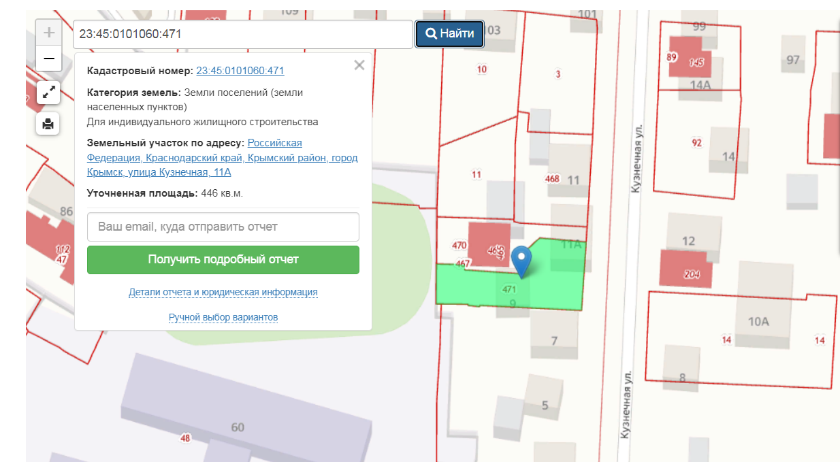 23:45:0101060:471
Найти
Кадастровый номер: 23:45:0101060:471
Категория земель: Земли поселений (земли
населенных пунктов)
Для индивидуального жилищного строительства
Земельный участок по адресу: Российская
Федерация, Краснодарский край, Крымский район, город
Крымск, улица Кузнечная, 11А
Уточненная площадь: 446 кв.м.
Ваш email, куда отправить отчет
Получить подробный отчет
Детали отчета и юридическая информация
Ручной выбор вариантов
109
103
101
99
89
145
97
14А
10
3
92
14
11
468
11
86
112
47
470
467
11А
12
204
471
9
7
10А
14
14
8
5
60
48
Кузнечная ул.
Кузнечная ул.